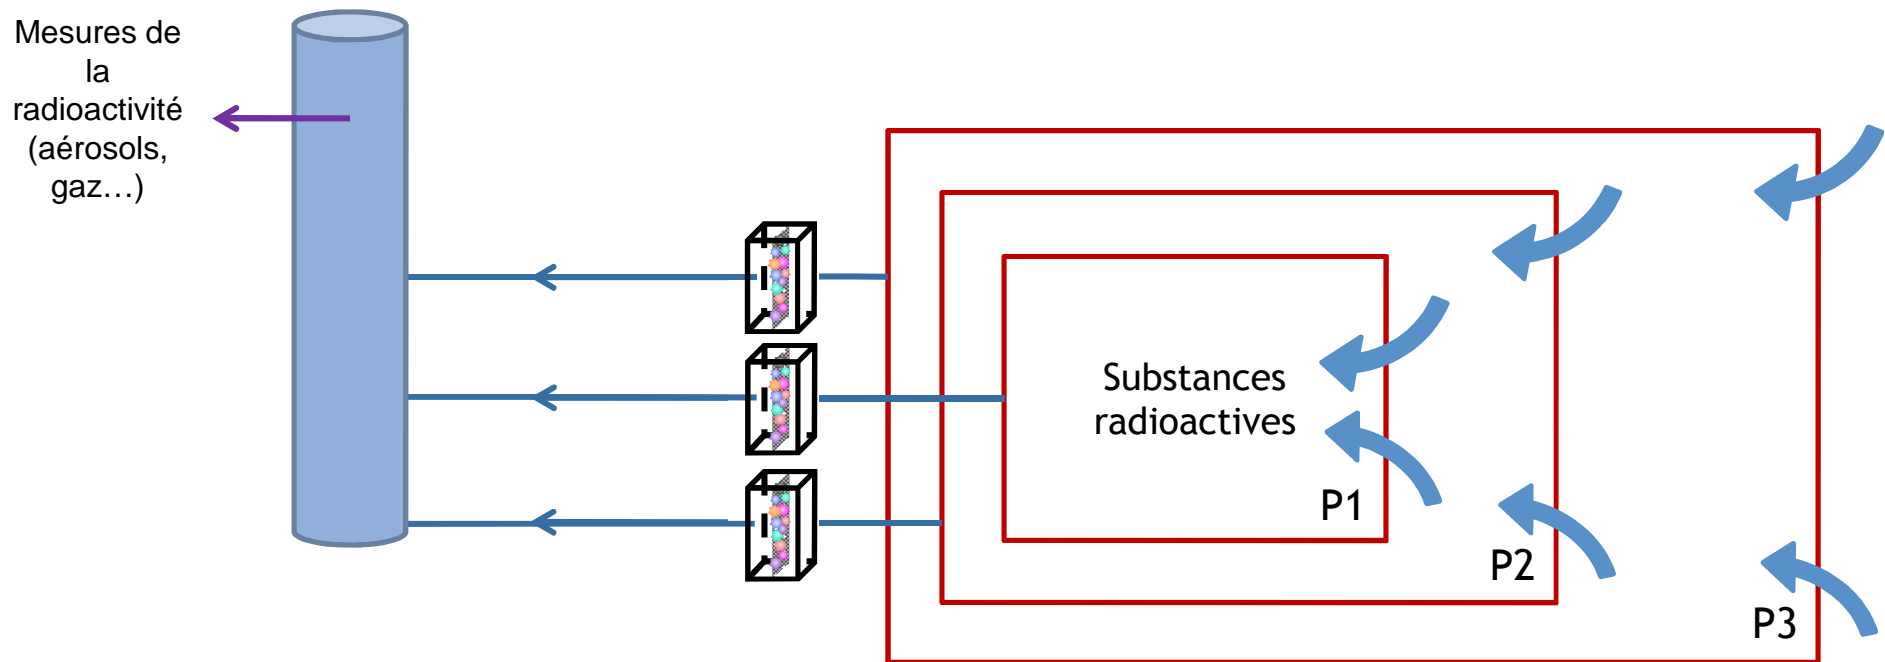 Mesures de
la
radioactivité
(aérosols,
gaz…)
Substances
radioactives
P1
P2
P3